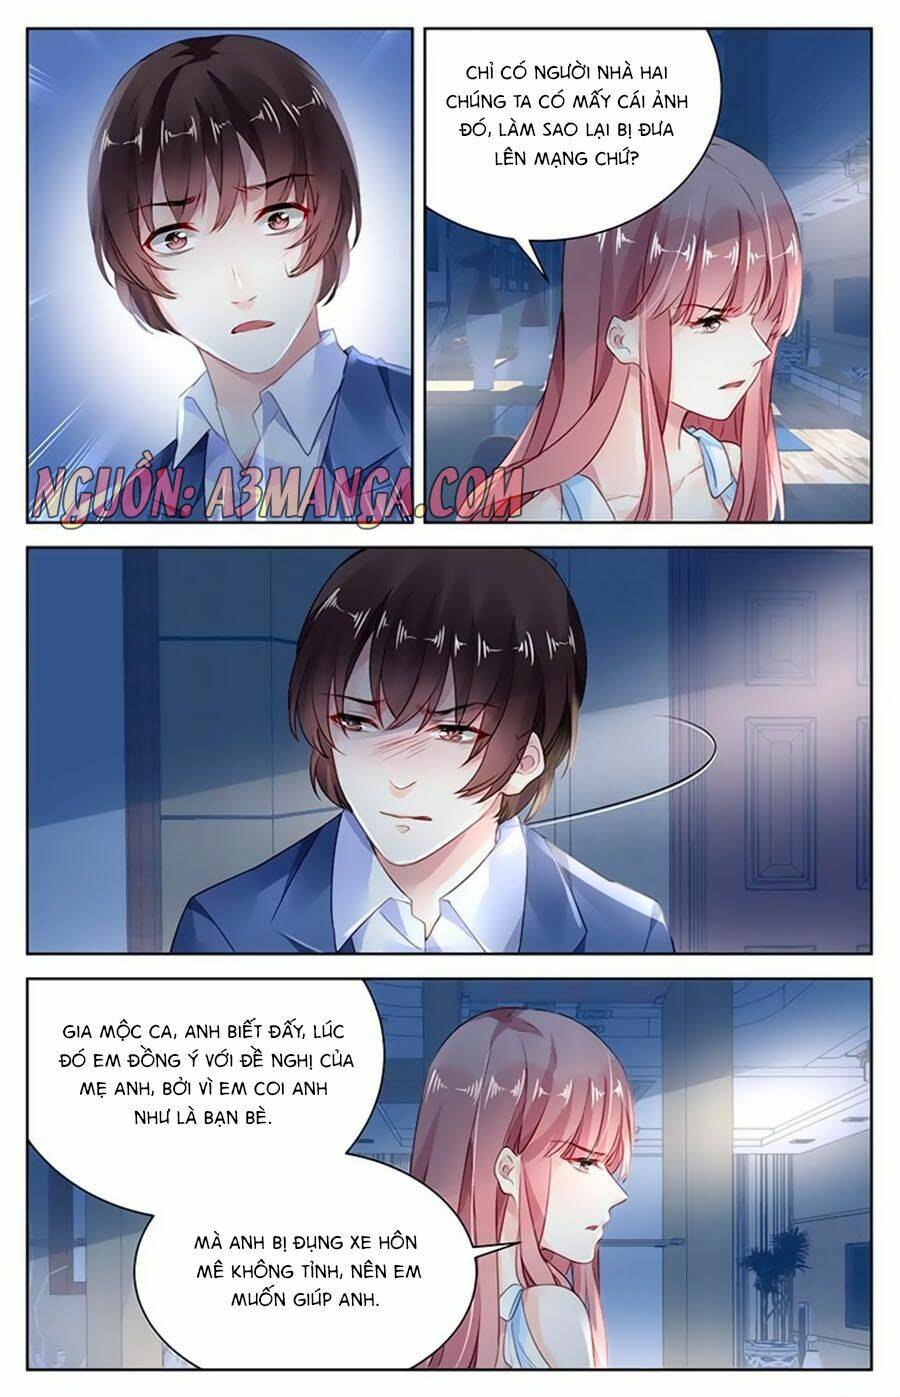 CHỈ CÓ NGƯỜI NHÀ HAI
CHÚNG TA CÓ MẤY CÁI ẢNH
ĐÓ, LÀM SAO LẠI BỊ ĐƯA
LÊN MẠNG CHỨ?
NGUỒN: A3MANGA.COM
GIA MỘC CA, ANH BIẾT ĐẤY, LÚC
ĐÓ EM ĐỒNG Ý VỚI ĐỀ NGHỊ CỦA
MẸ ANH, BỞI VÌ EM COI ANH
NHƯ LÀ BẠN BÈ.
MÀ ANH BỊ ĐỤNG XE HÔN
MÊ KHÔNG TỈNH, NÊN EM
MUỐN GIÚP ANH.